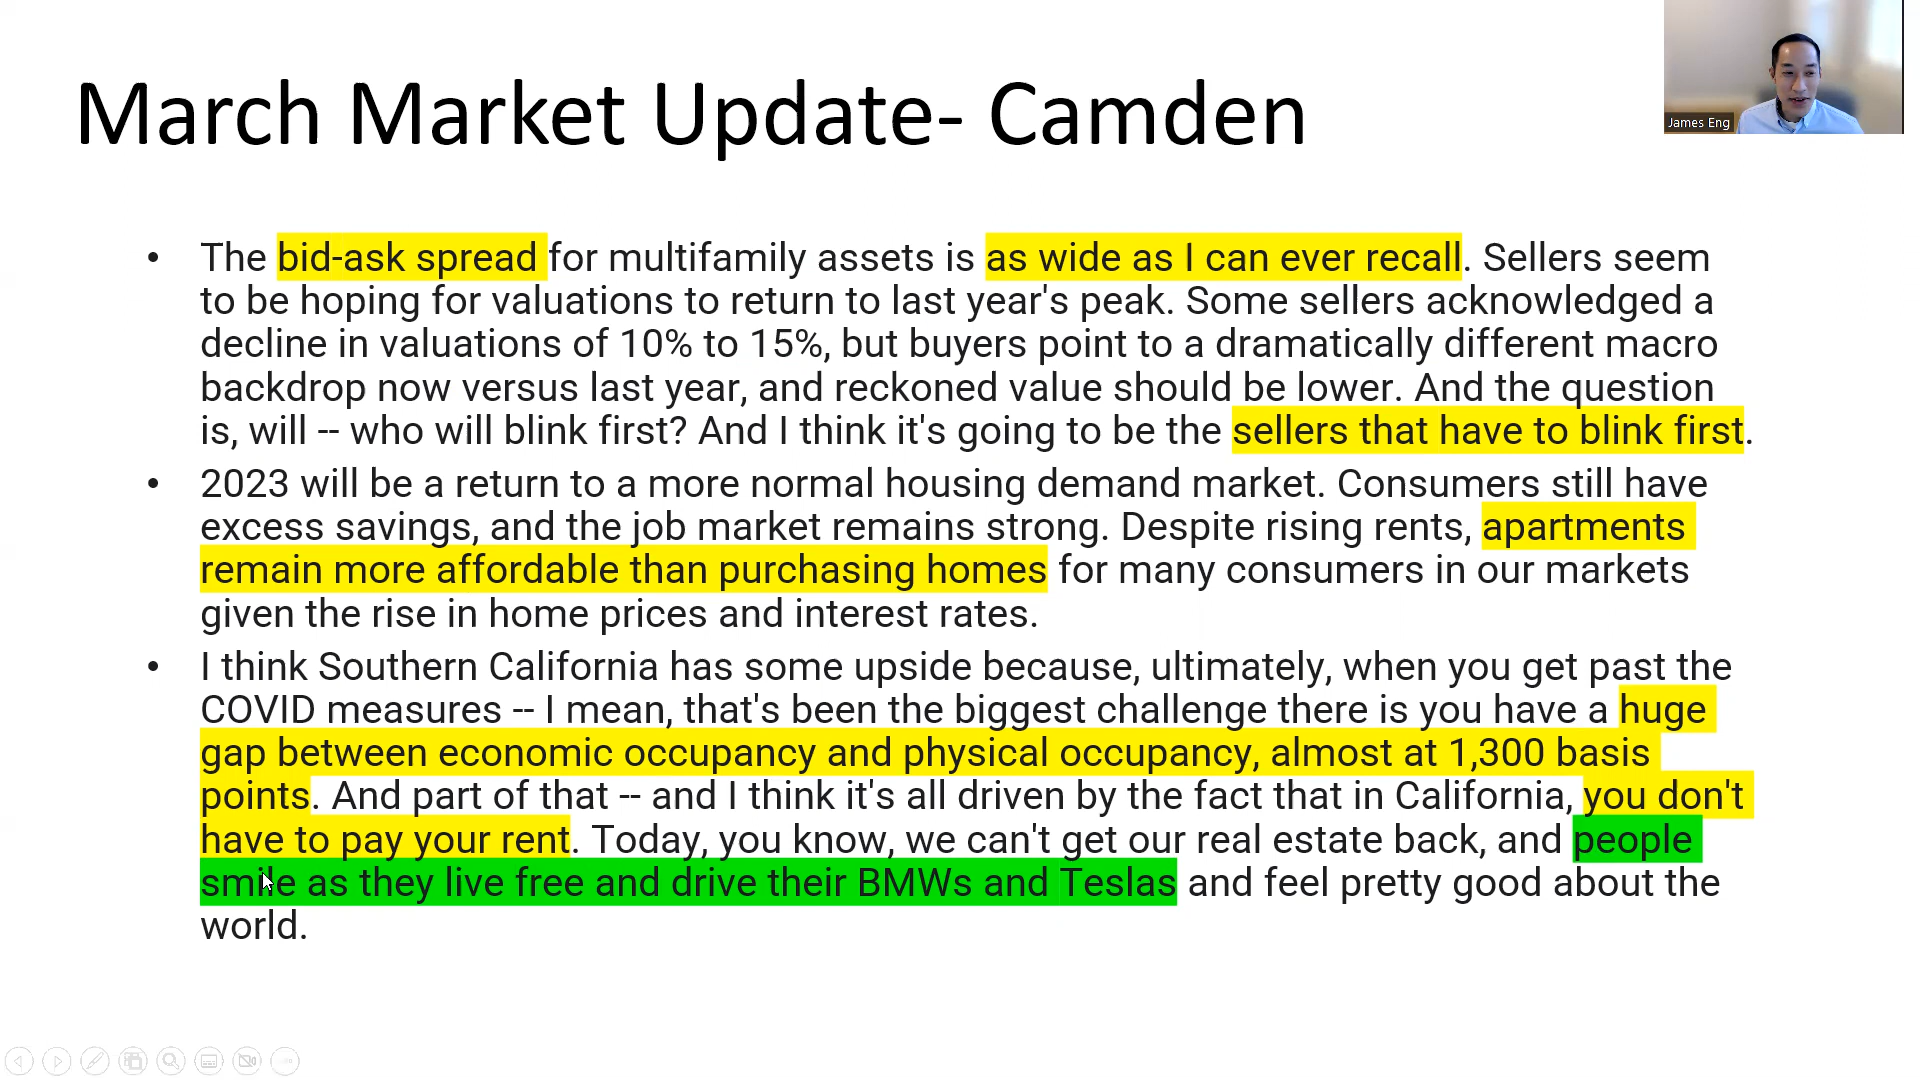 March Market Update- Camden
James Eng
• The bid-ask spread for multifamily assets is as wide as I can ever recall. Sellers seem
to be hoping for valuations to return to last year's peak. Some sellers acknowledged a
decline in valuations of 10% to 15%, but buyers point to a dramatically different macro
backdrop now versus last year, and reckoned value should be lower. And the question
is, will -- who will blink first? And I think it's going to be the sellers that have to blink first.
• 2023 will be a return to a more normal housing demand market. Consumers still have
excess savings, and the job market remains strong. Despite rising rents, apartments
remain more affordable than purchasing homes for many consumers in our markets
given the rise in home prices and interest rates.
• I think Southern California has some upside because, ultimately, when you get past the
COVID measures -- I mean, that's been the biggest challenge there is you have a huge
gap between economic occupancy and physical occupancy, almost at 1,300 basis
points. And part of that -- and I think it's all driven by the fact that in California, you don't
have to pay your rent. Today, you know, we can't get our real estate back, and people
smile as they live free and drive their BMWs and Teslas and feel pretty good about the
world.